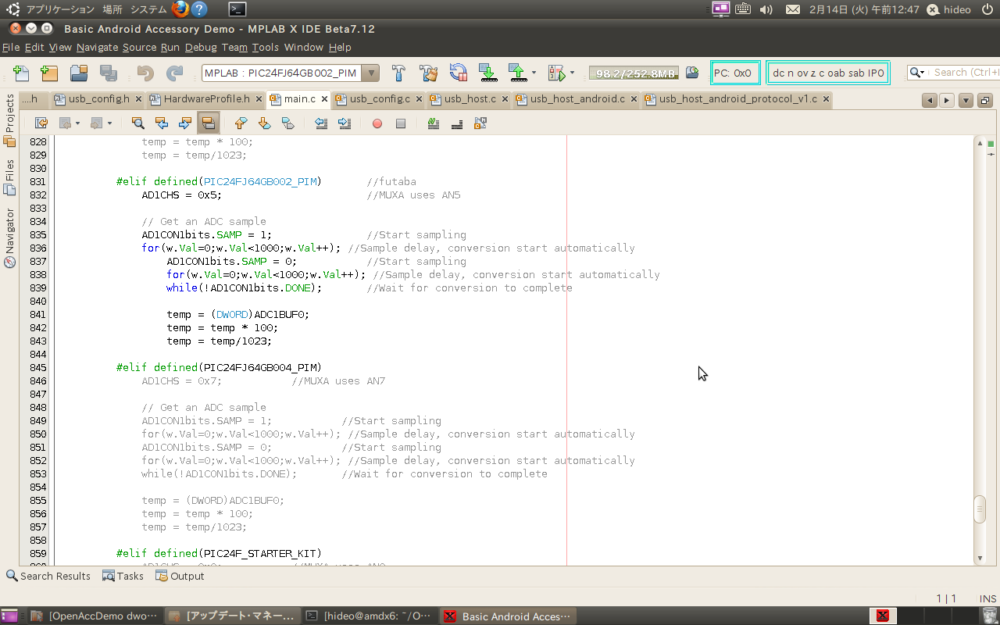 アプリケーション 場所 システム 2月14日 (火) 午前12:47 hideo
Basic Android Accessory Demo - MPLAB X IDE Beta7.12
File Edit View Navigate Source Run Debug Team Tools Window Help
MPLAB : PIC24FJ64GB002_PIM 98.2/252.8MB PC: 0x0 dc n ov z c oab sab IP0 Search (Ctrl+I
....h usb_config.h HardwareProfile.h main.c usb_config.c usb_host.c usb_host_android.c usb_host_android_protocol_v1.c
Projects
Files
Navigator
828 temp = temp * 100;
829 temp = temp/1023;
830
831 #elif defined(PIC24FJ64GB002_PIM) //futaba
832 AD1CHS = 0x5; //MUXA uses AN5
833
834 // Get an ADC sample
835 AD1CON1bits.SAMP = 1; //Start sampling
836 for(w.Val=0;w.Val<1000;w.Val++); //Sample delay, conversion start automatically
837 AD1CON1bits.SAMP = 0; //Start sampling
838 for(w.Val=0;w.Val<1000;w.Val++); //Sample delay, conversion start automatically
839 while(!AD1CON1bits.DONE); //Wait for conversion to complete
840
841 temp = (DWORD)ADC1BUF0;
842 temp = temp * 100;
843 temp = temp/1023;
844
845 #elif defined(PIC24FJ64GB004_PIM)
846 AD1CHS = 0x7; //MUXA uses AN7
847
848 // Get an ADC sample
849 AD1CON1bits.SAMP = 1; //Start sampling
850 for(w.Val=0;w.Val<1000;w.Val++); //Sample delay, conversion start automatically
851 AD1CON1bits.SAMP = 0; //Start sampling
852 for(w.Val=0;w.Val<1000;w.Val++); //Sample delay, conversion start automatically
853 while(!AD1CON1bits.DONE); //Wait for conversion to complete
854
855 temp = (DWORD)ADC1BUF0;
856 temp = temp * 100;
857 temp = temp/1023;
858
859 #elif defined(PIC24F_STARTER_KIT)
Search Results Tasks Output
1 | 1 INS
[OpenAccDemo dwo... [アップデート・マネー... [hideo@amdx6: ~/O... Basic Android Acces...